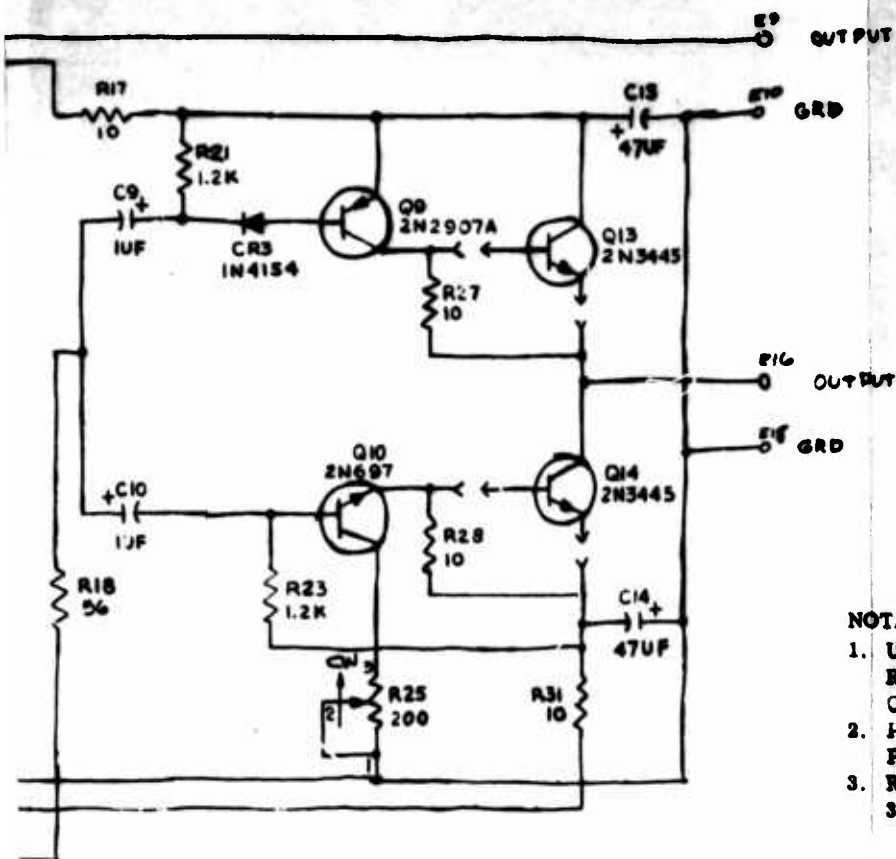 E9
OUTPUT
R17
10
C15
+
47UF
E10
GRD
R21
1.2K
C9
+
1UF
CR3
1N4154
Q9
2N2907A
Q13
2N3445
R27
10
E16
OUTPUT
E18
GRD
Q10
2N697
Q14
2N3445
+
C10
1UF
R28
10
R18
56
R23
1.2K
C14
+
47UF
CW
3
2
R25
200
1
R31
10
1.
2.
3.